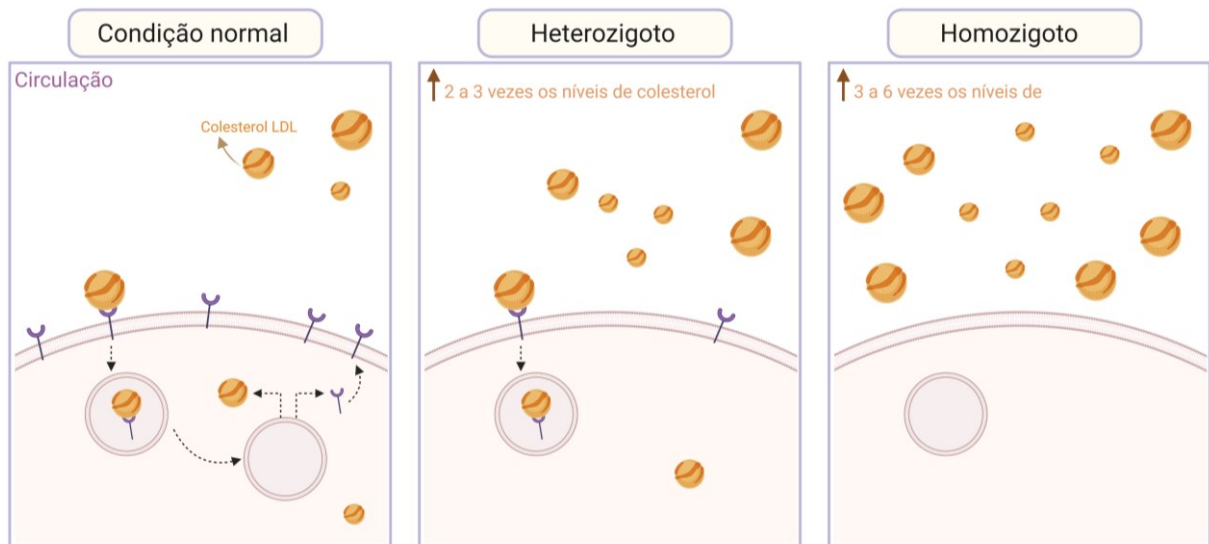 Condição normal
Heterozigoto
Homozigoto
Circulação
Colesterol LDL
2 a 3 vezes os níveis de colesterol
3 a 6 vezes os níveis de